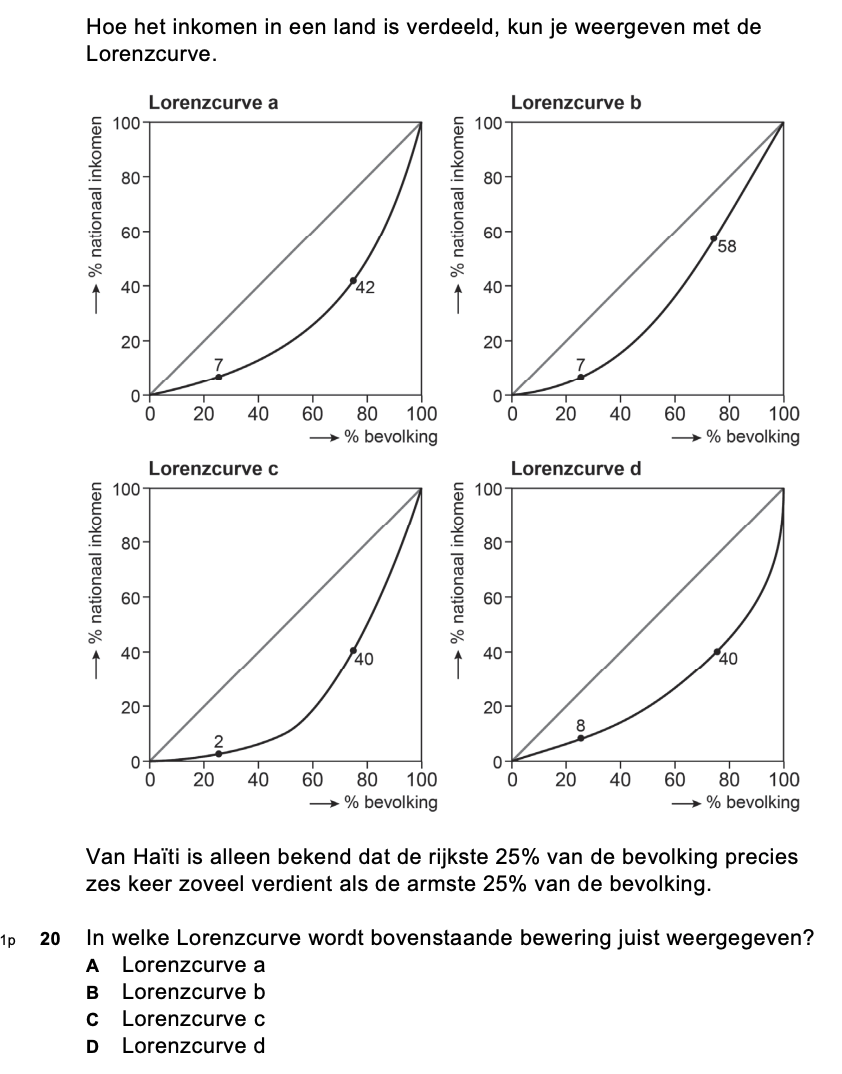 Hoe het inkomen in een land is verdeeld, kun je weergeven met de
Lorenzcurve.
Lorenzcurve a
% nationaal inkomen
100
80
60
40
20
0
7
42
0 20 40 60 80 100
% bevolking
Lorenzcurve b
% nationaal inkomen
100
80
60
40
20
0
7
58
0 20 40 60 80 100
% bevolking
Lorenzcurve c
% nationaal inkomen
100
80
60
40
20
0
2
40
0 20 40 60 80 100
% bevolking
Lorenzcurve d
% nationaal inkomen
100
80
60
40
20
0
8
40
0 20 40 60 80 100
% bevolking
Van Haïti is alleen bekend dat de rijkste 25% van de bevolking precies
zes keer zoveel verdient als de armste 25% van de bevolking.
1p 20 In welke Lorenzcurve wordt bovenstaande bewering juist weergegeven?
A Lorenzcurve a
B Lorenzcurve b
C Lorenzcurve c
D Lorenzcurve d